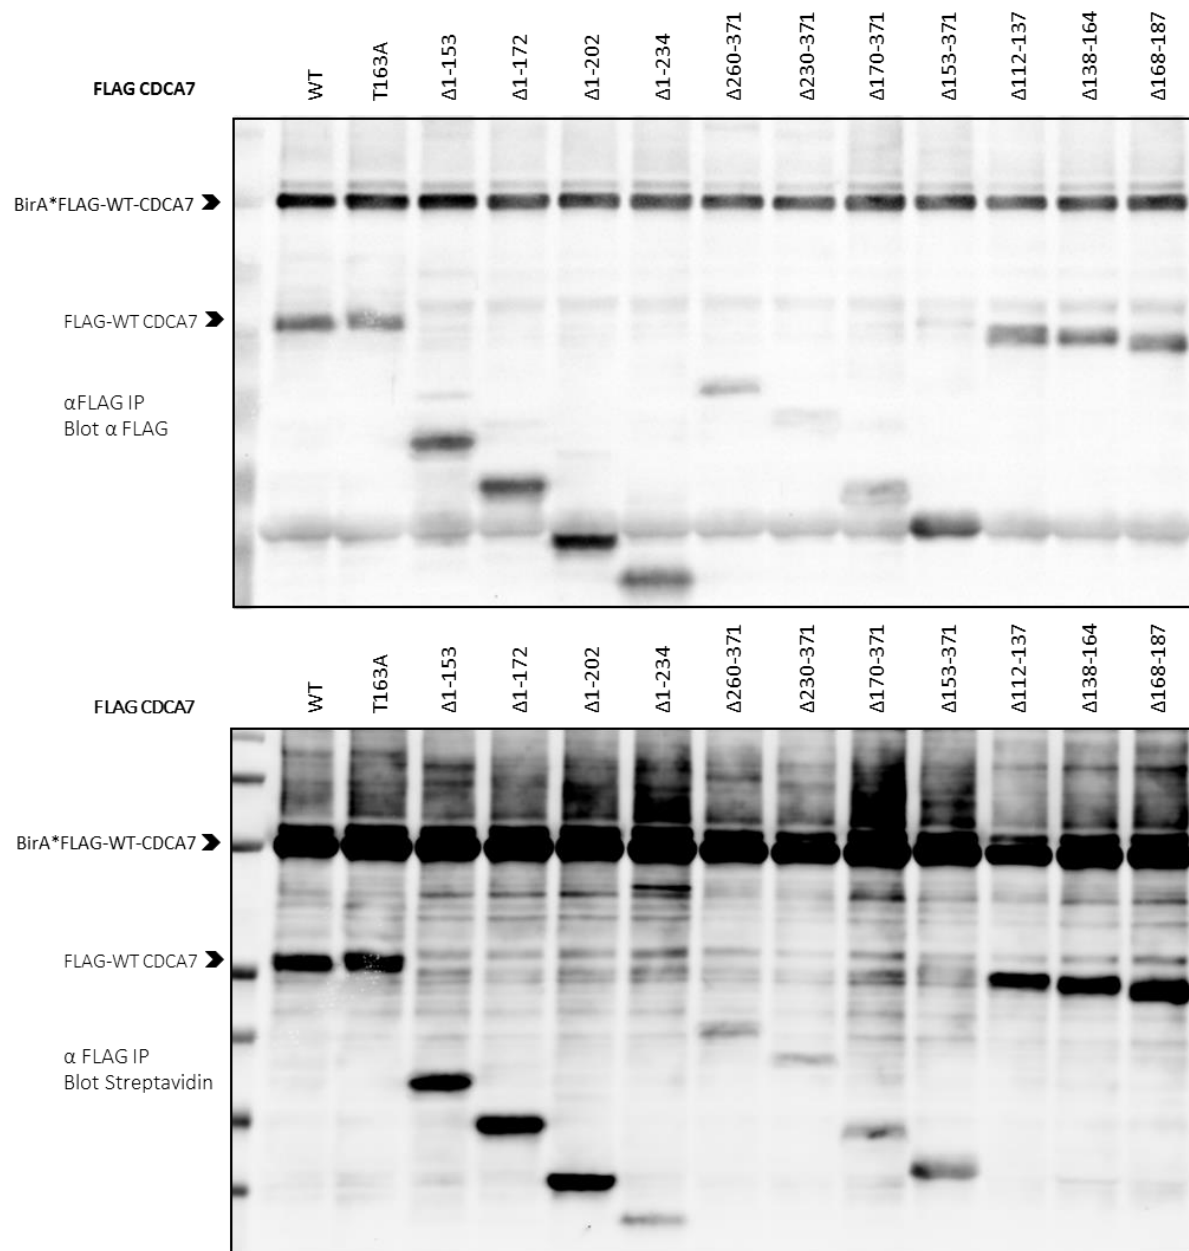 FLAG CDCA7
WT
T163A
Δ1-153
Δ1-172
Δ1-202
Δ1-234
Δ260-371
Δ230-371
Δ170-371
Δ153-371
Δ112-137
Δ138-164
Δ168-187
BirA*FLAG-WT-CDCA7
FLAG-WT CDCA7
αFLAG IP
Blot α FLAG
FLAG CDCA7
WT
T163A
Δ1-153
Δ1-172
Δ1-202
Δ1-234
Δ260-371
Δ230-371
Δ170-371
Δ153-371
Δ112-137
Δ138-164
Δ168-187
BirA*FLAG-WT-CDCA7
FLAG-WT CDCA7
α FLAG IP
Blot Streptavidin